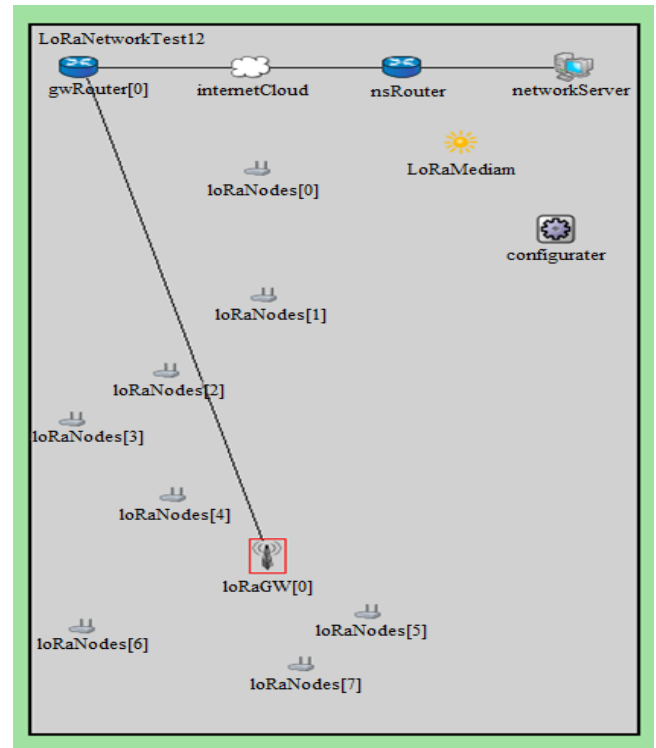 LoRaNetworkTest12
gwRouter[0] internetCloud nsRouter networkServer
LoRaMediam
loRaNodes[0]
configurater
loRaNodes[1]
loRaNodes[2]
loRaNodes[3]
loRaNodes[4]
loRaGW[0]
loRaNodes[5]
loRaNodes[6]
loRaNodes[7]